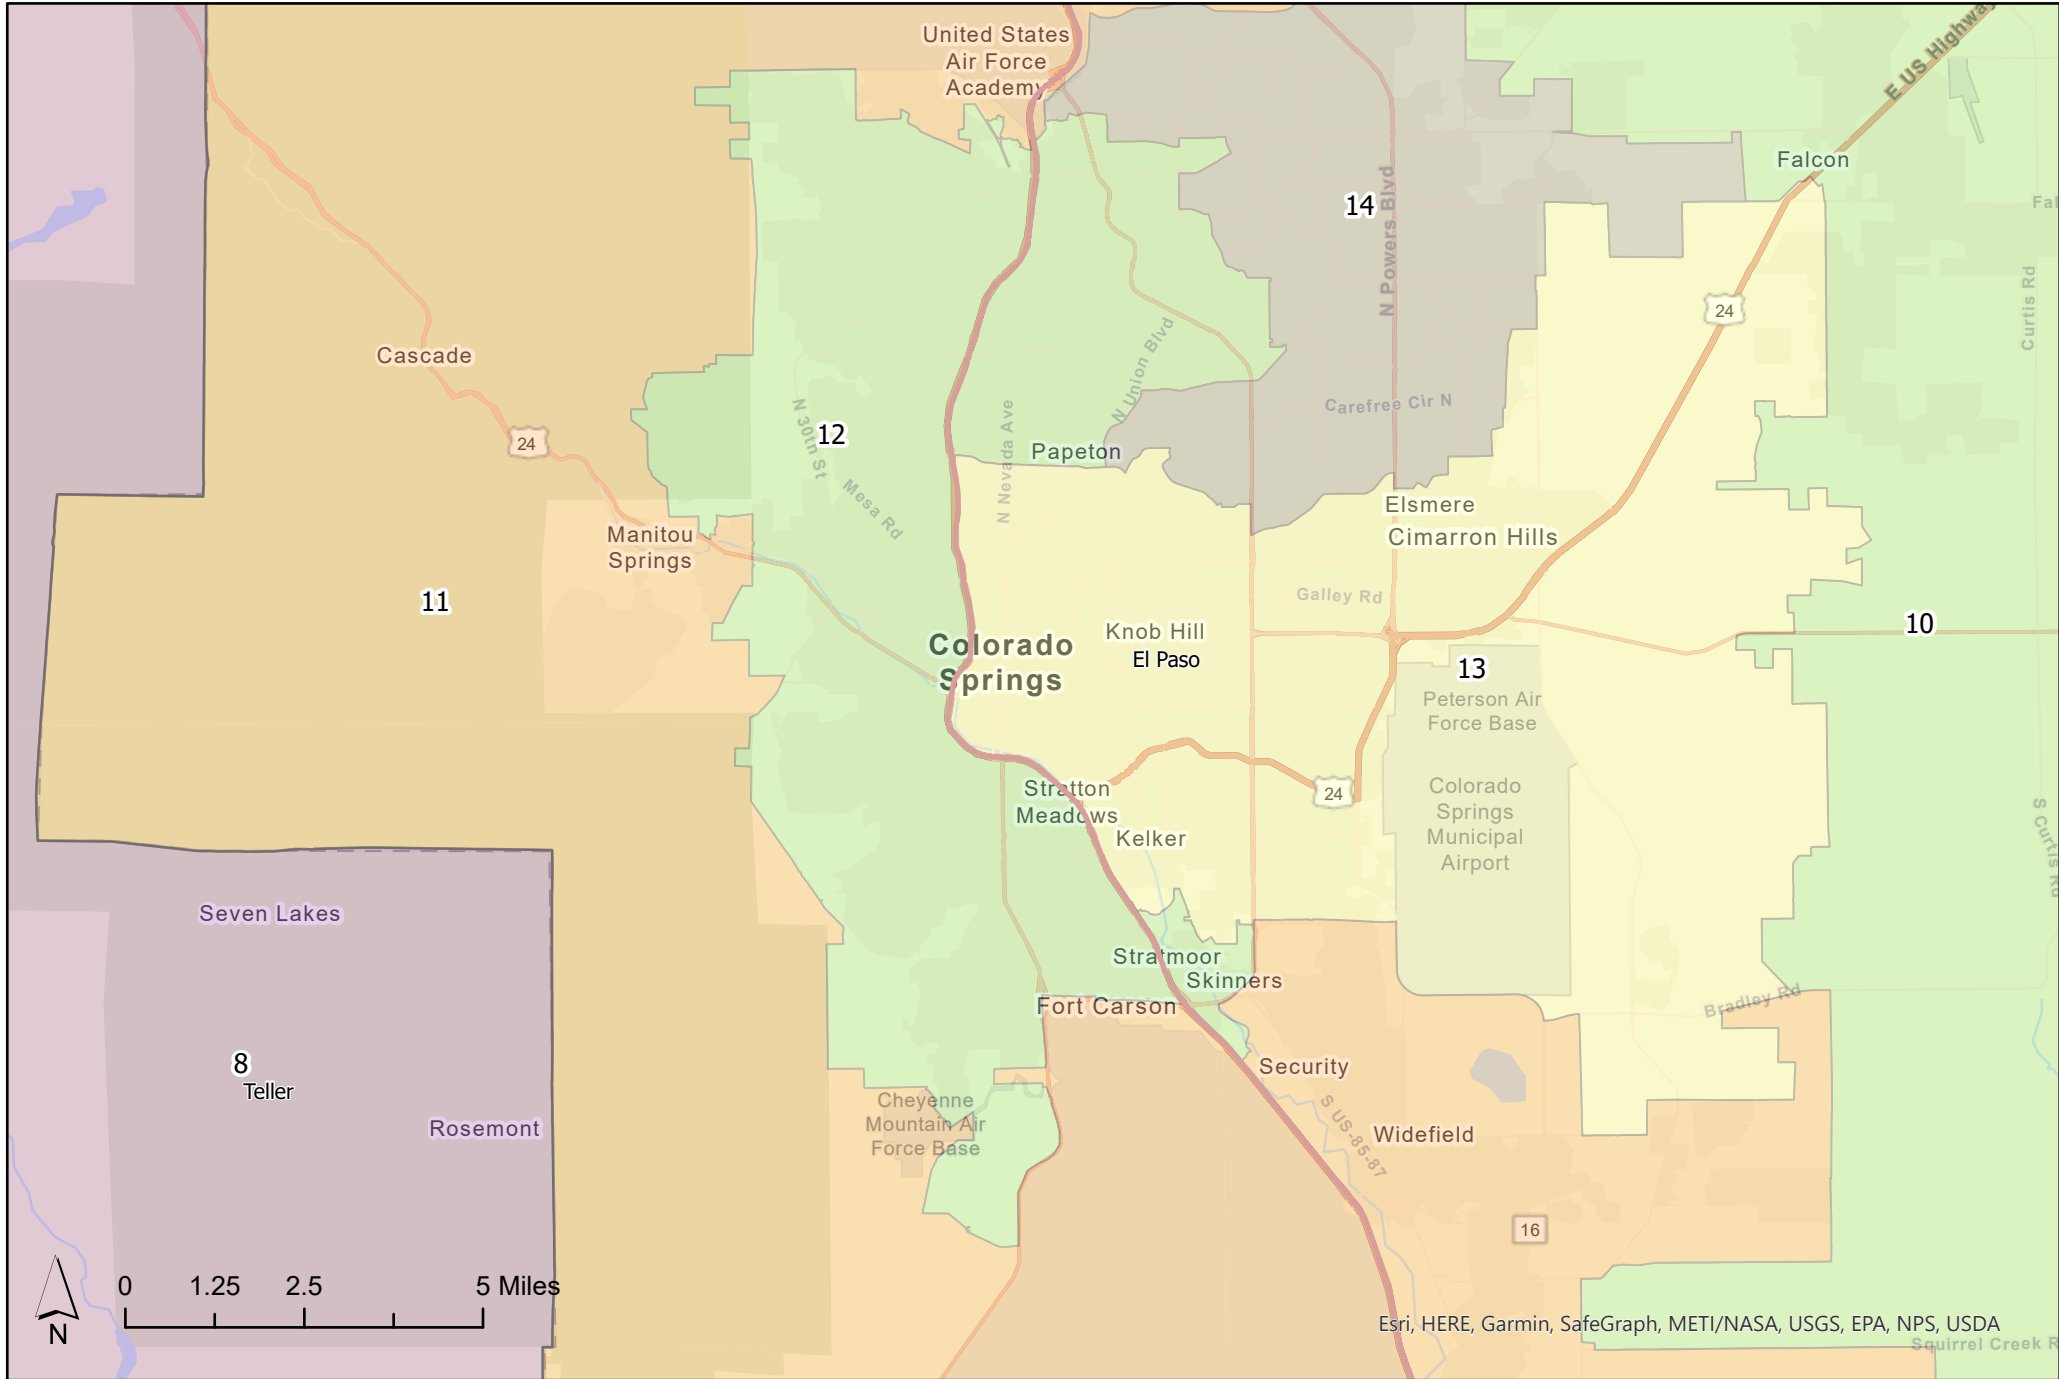 United States
Air Force
Academy
E US Highway
Falcon
Fal
14
N Powers Blvd
24
Curtis Rd
Cascade
N Union Blvd
Carefree Cir N
N 30th St
12
N Nevada Ave
Papeton
24
Mesa Rd
Elsmere
Cimarron Hills
Manitou
Springs
11
Galley Rd
Knob Hill
El Paso
10
Colorado
Springs
13
Peterson Air
Force Base
Stratton
Meadows
24
Colorado
Springs
Municipal
Airport
S Curtis Rd
Kelker
Seven Lakes
Stratmoor
Skinners
Fort Carson
Bradley Rd
8
Teller
Security
Cheyenne
Mountain Air
Force Base
S US-85-87
Rosemont
Widefield
16
0 1.25 2.5 5 Miles
N
Esri, HERE, Garmin, SafeGraph, METI/NASA, USGS, EPA, NPS, USDA
Squirrel Creek R